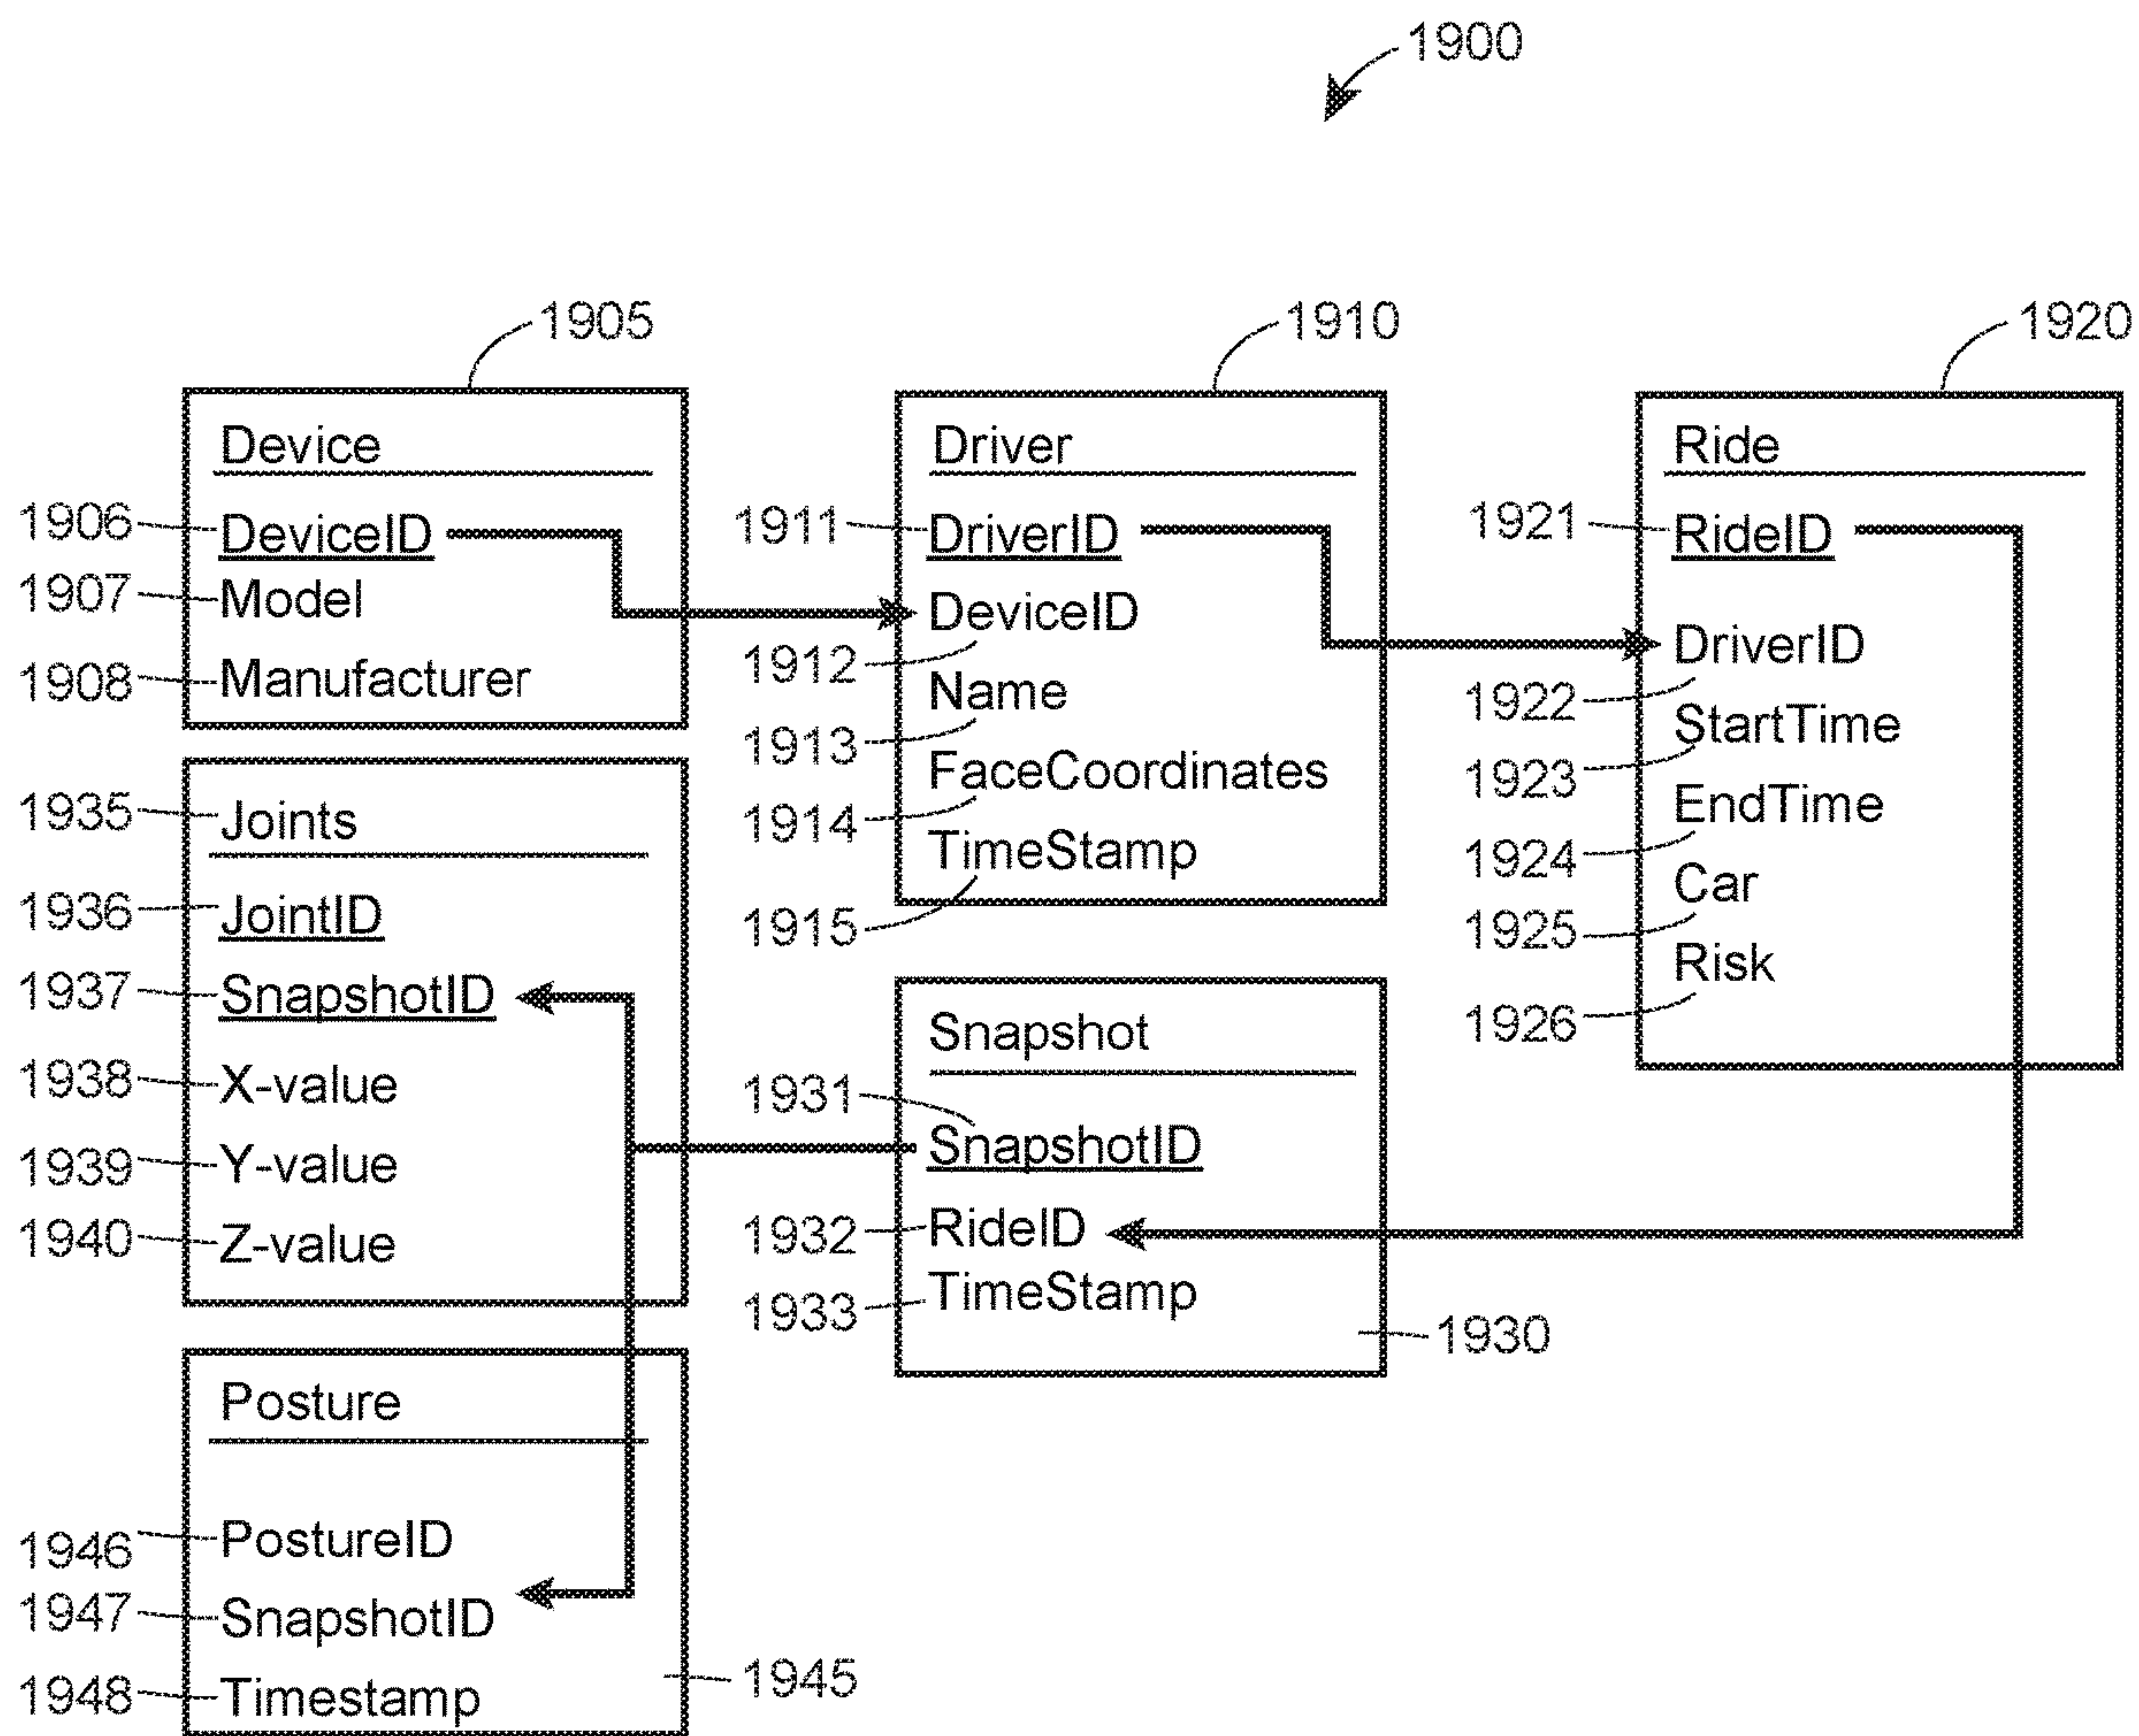 1900
1905
Device
1906 DeviceID
1907 Model
1908 Manufacturer
1910
Driver
1911 DriverID
DeviceID
1912
Name
1913
FaceCoordinates
1914
TimeStamp
1915
1920
Ride
1921 RideID
DriverID
1922
StartTime
1923
EndTime
1924
Car
1925
Risk
1926
1935 Joints
1936 JointID
1937 SnapshotID
1938 X-value
1939 Y-value
1940 Z-value
Snapshot
1931
SnapshotID
1932 RideID
1933 TimeStamp
1930
Posture
1946 PostureID
1947 SnapshotID
1948 Timestamp
1945